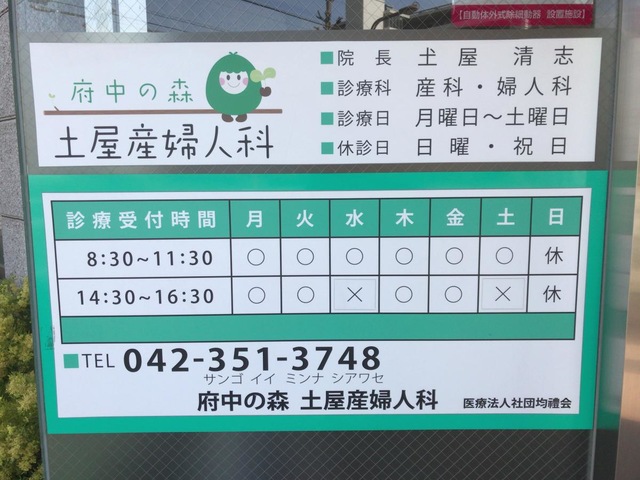 【自動体外式除細動器 設置施設】
府中の森
土屋産婦人科
■院長 土屋 清志
■診療科 産科・婦人科
■診療日 月曜日〜土曜日
■休診日 日曜・祝日
診療受付時間 月 火 水 木 金 土 日
8:30~11:30 ○ ○ ○ ○ ○ ○ 休
14:30~16:30 ○ ○ × ○ ○ × 休
■TEL 042-351-3748
サンゴ イイ ミンナ シアワセ
府中の森 土屋産婦人科 医療法人社団均禮会